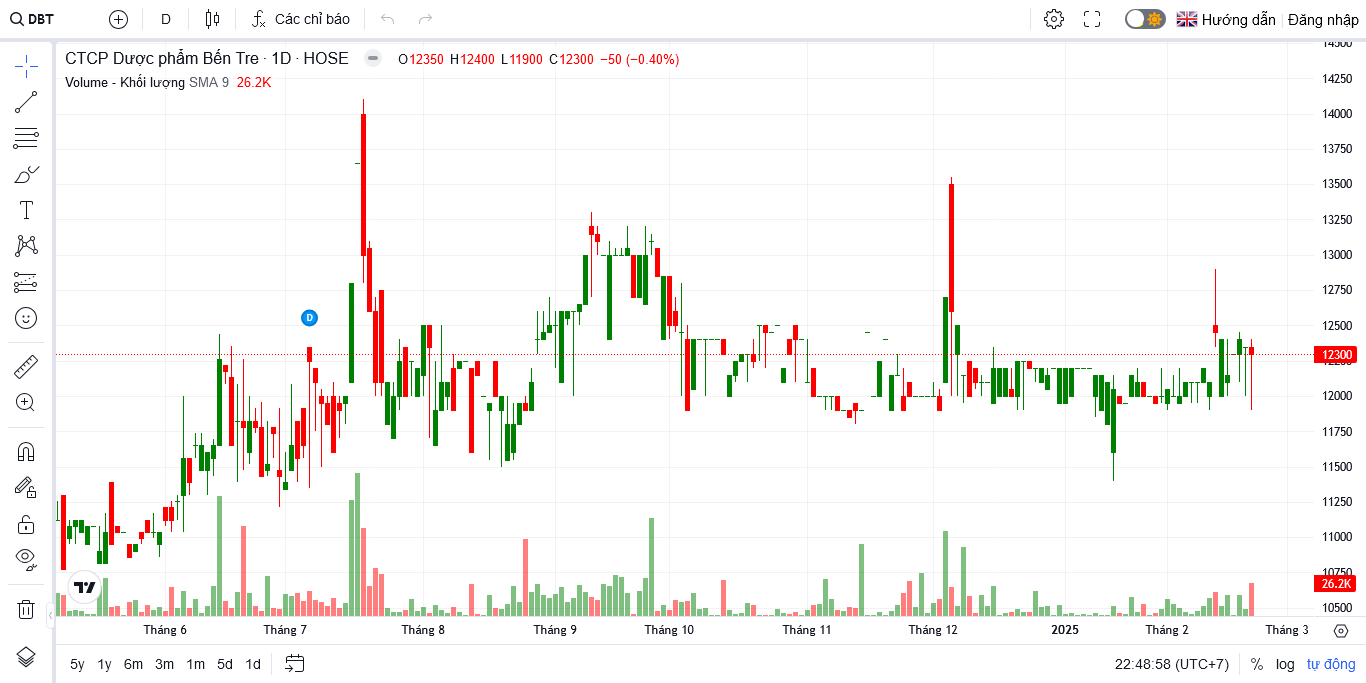 DBT D Các chỉ báo Hướng dẫn Đăng nhập
CTCP Dược phẩm Bến Tre · 1D · HOSE O12350 H12400 L11900 C12300 −50 (−0.40%)
Volume - Khối lượng SMA 9 26.2K
14500
14250
14000
13750
13500
13250
13000
12750
12500
12300
12250
12000
11750
11500
11250
11000
10750
26.2K
10500
D
Tháng 6 Tháng 7 Tháng 8 Tháng 9 Tháng 10 Tháng 11 Tháng 12 2025 Tháng 2 Tháng 3
5y 1y 6m 3m 1m 5d 1d 22:48:58 (UTC+7) % log tự động